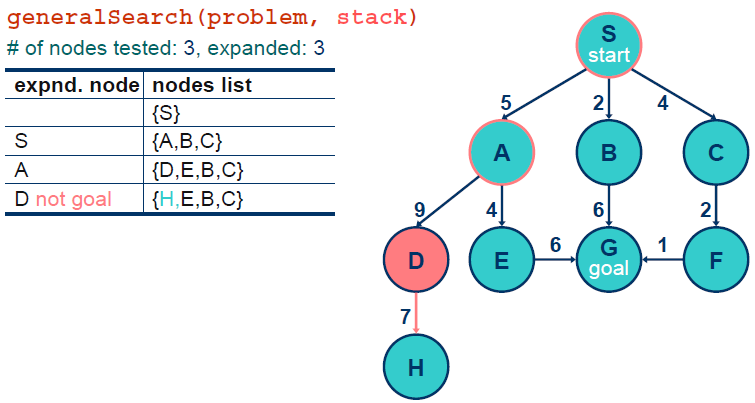 generalSearch(problem, stack)
# of nodes tested: 3, expanded: 3
expnd. node nodes list
{S}
S {A,B,C}
A {D,E,B,C}
D not goal {H,E,B,C}
S
start
5 2 4
A B C
9 4 6 2
D E 6 G
goal 1 F
7
H